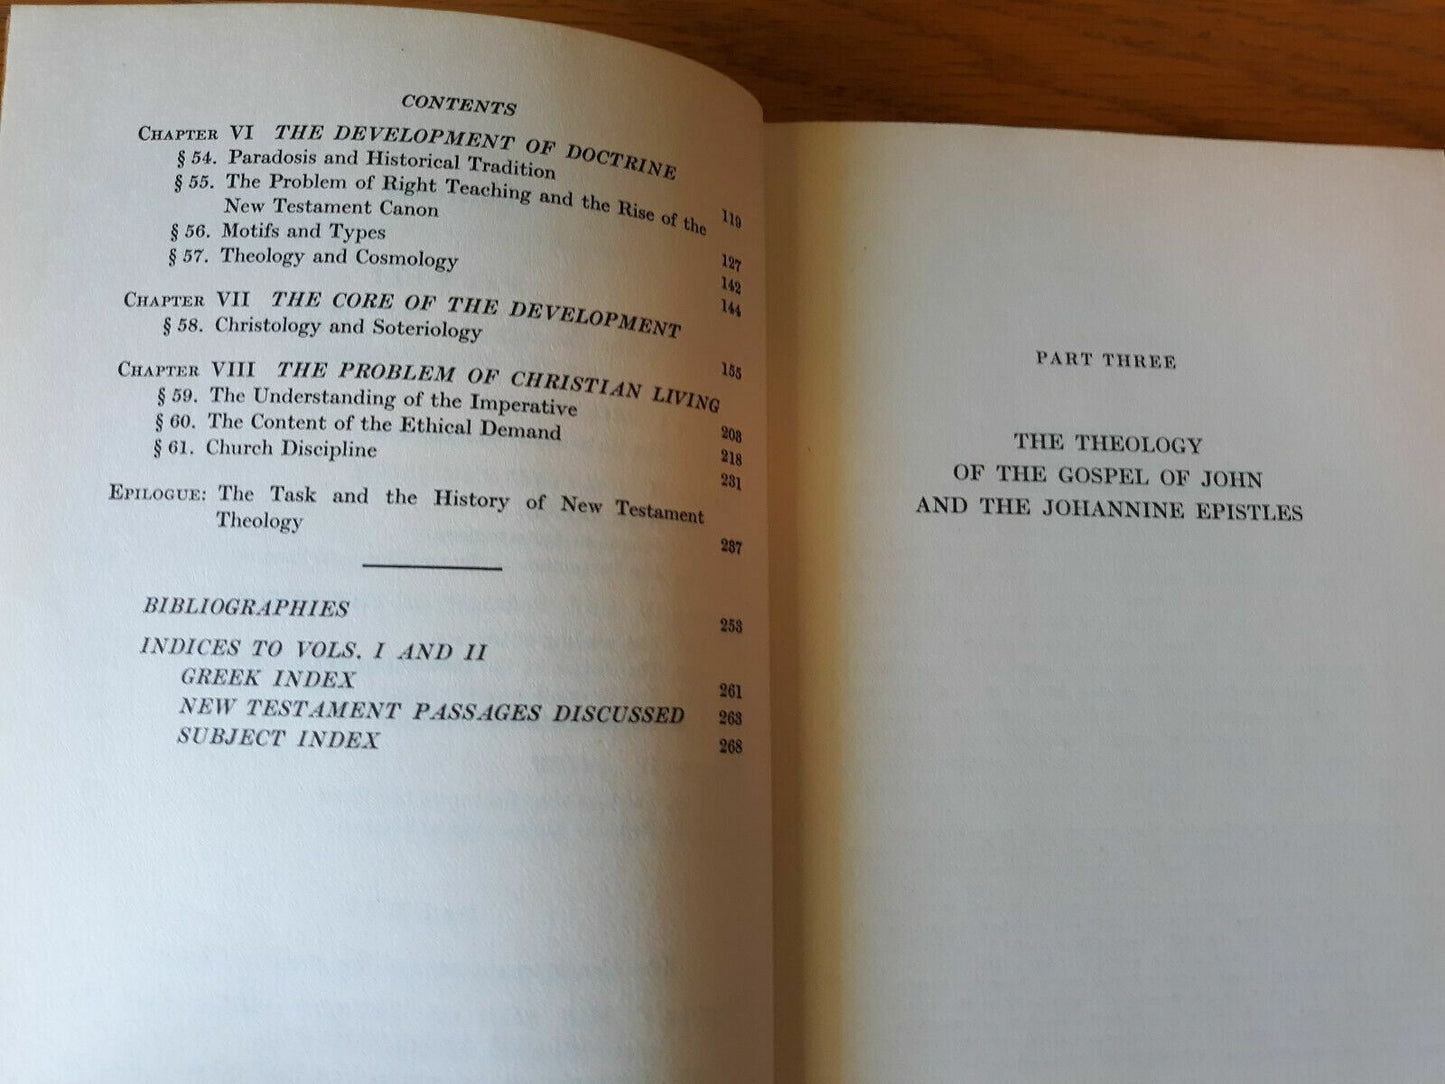 CONTENTS
CHAPTER VI THE DEVELOPMENT OF DOCTRINE
§ 54. Paradosis and Historical Tradition 119
§ 55. The Problem of Right Teaching and the Rise of the
New Testament Canon 127
§ 56. Motifs and Types 142
§ 57. Theology and Cosmology 144
CHAPTER VII THE CORE OF THE DEVELOPMENT
§ 58. Christology and Soteriology 155
CHAPTER VIII THE PROBLEM OF CHRISTIAN LIVING
§ 59. The Understanding of the Imperative 203
§ 60. The Content of the Ethical Demand 218
§ 61. Church Discipline 231
EPILOGUE: The Task and the History of New Testament
Theology 237
BIBLIOGRAPHIES 253
INDICES TO VOLS. I AND II
GREEK INDEX 261
NEW TESTAMENT PASSAGES DISCUSSED 263
SUBJECT INDEX 268
PART THREE
THE THEOLOGY
OF THE GOSPEL OF JOHN
AND THE JOHANNINE EPISTLES